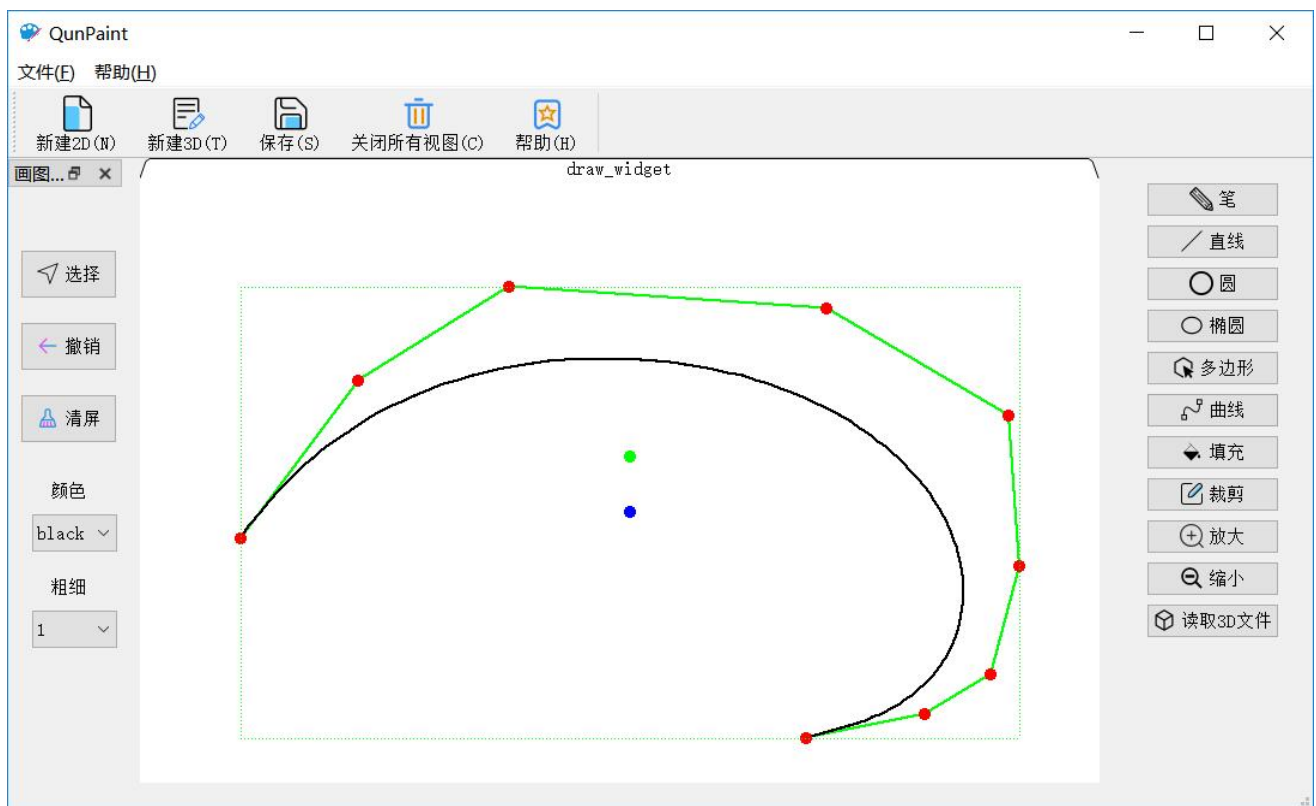 QunPaint
文件(F) 帮助(H)
新建2D(N) 新建3D(T) 保存(S) 关闭所有视图(C) 帮助(H)
画图...
draw_widget
选择
撤销
清屏
颜色
black
粗细
1
笔
直线
圆
椭圆
多边形
曲线
填充
裁剪
放大
缩小
读取3D文件